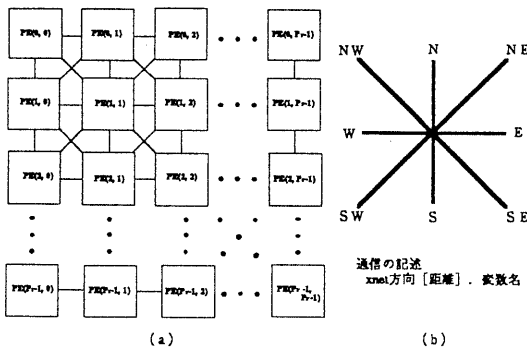 PE(0, 0) PE(0, 1) PE(0, 2) PE(0, Pr-1)
PE(1, 0) PE(1, 1) PE(1, 2) PE(1, Pr-1)
PE(2, 0) PE(2, 1) PE(2, 2) PE(2, Pr-1)
PE(Pr-1, 0) PE(Pr-1, 1) PE(Pr-1, 2) PE(Pr-1, Pr-1)
(a)
NW N NE
W E
SW S SE
通信の記述
xnet方向 [距離] . 変数名
(b)